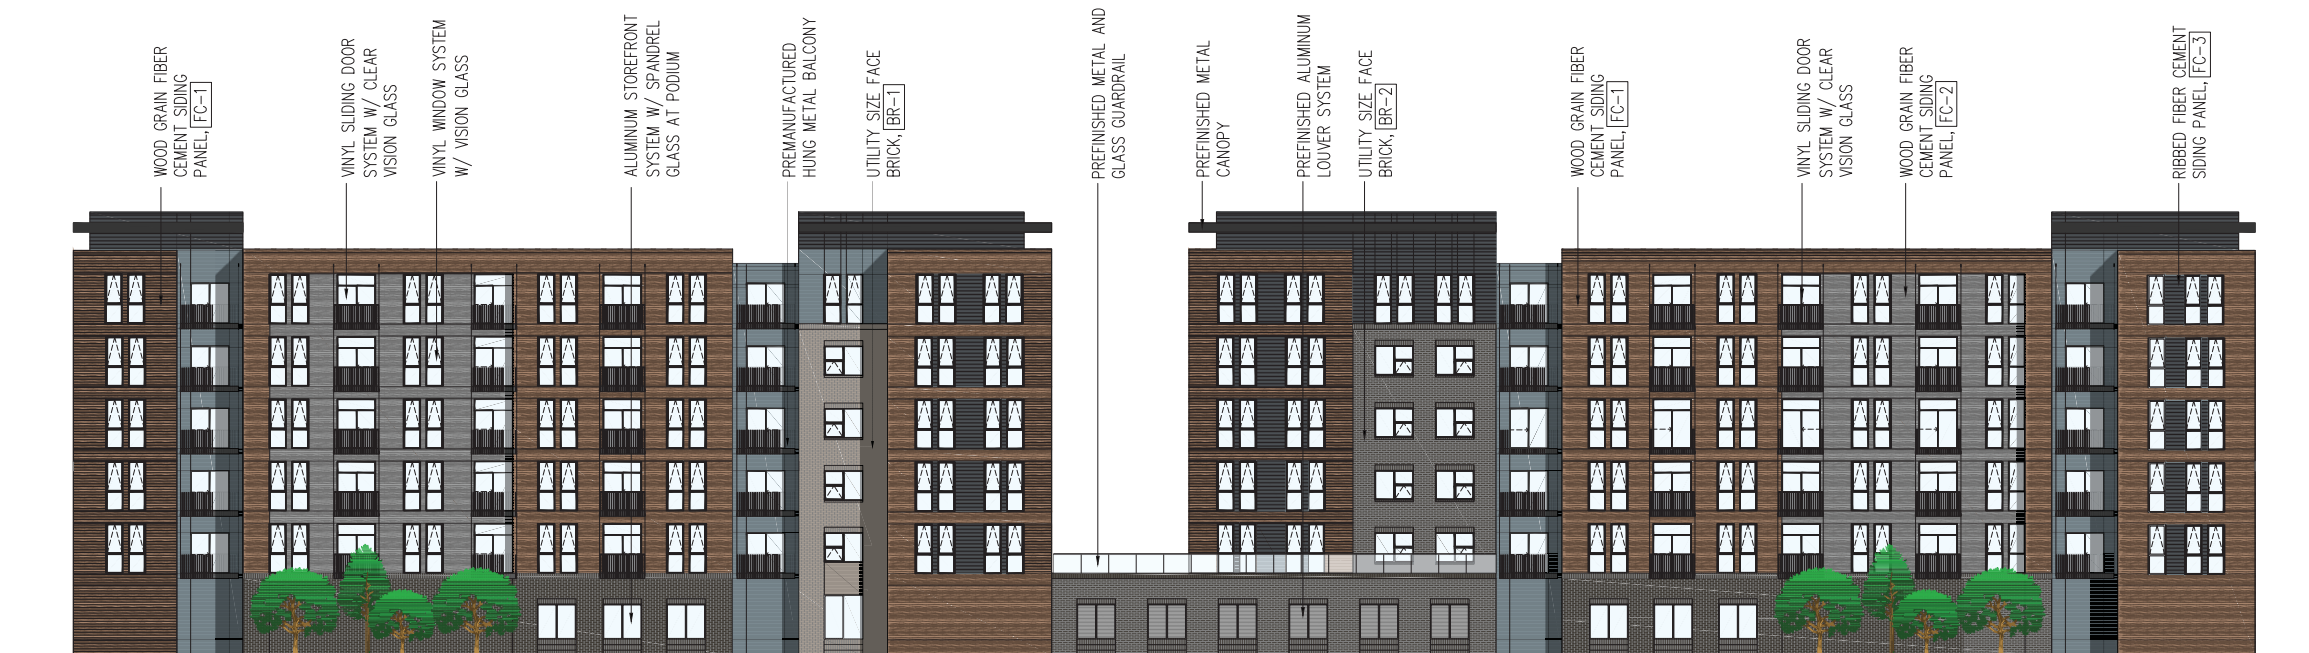 WOOD GRAIN FIBER
CEMENT SIDING
PANEL, FC-1
VINYL SLIDING DOOR
SYSTEM W/ CLEAR
VISION GLASS
VINYL WINDOW SYSTEM
W/ VISION GLASS
ALUMINUM STOREFRONT
SYSTEM W/ SPANDREL
GLASS AT PODIUM
PREMANUFACTURED
HUNG METAL BALCONY
UTILITY SIZE FACE
BRICK, BR-1
PREFINISHED METAL AND
GLASS GUARDRAIL
PREFINISHED METAL
CANOPY
PREFINISHED ALUMINUM
LOUVER SYSTEM
UTILITY SIZE FACE
BRICK, BR-2
WOOD GRAIN FIBER
CEMENT SIDING
PANEL, FC-1
VINYL SLIDING DOOR
SYSTEM W/ CLEAR
VISION GLASS
WOOD GRAIN FIBER
CEMENT SIDING
PANEL, FC-2
RIBBED FIBER CEMENT
SIDING PANEL, FC-3